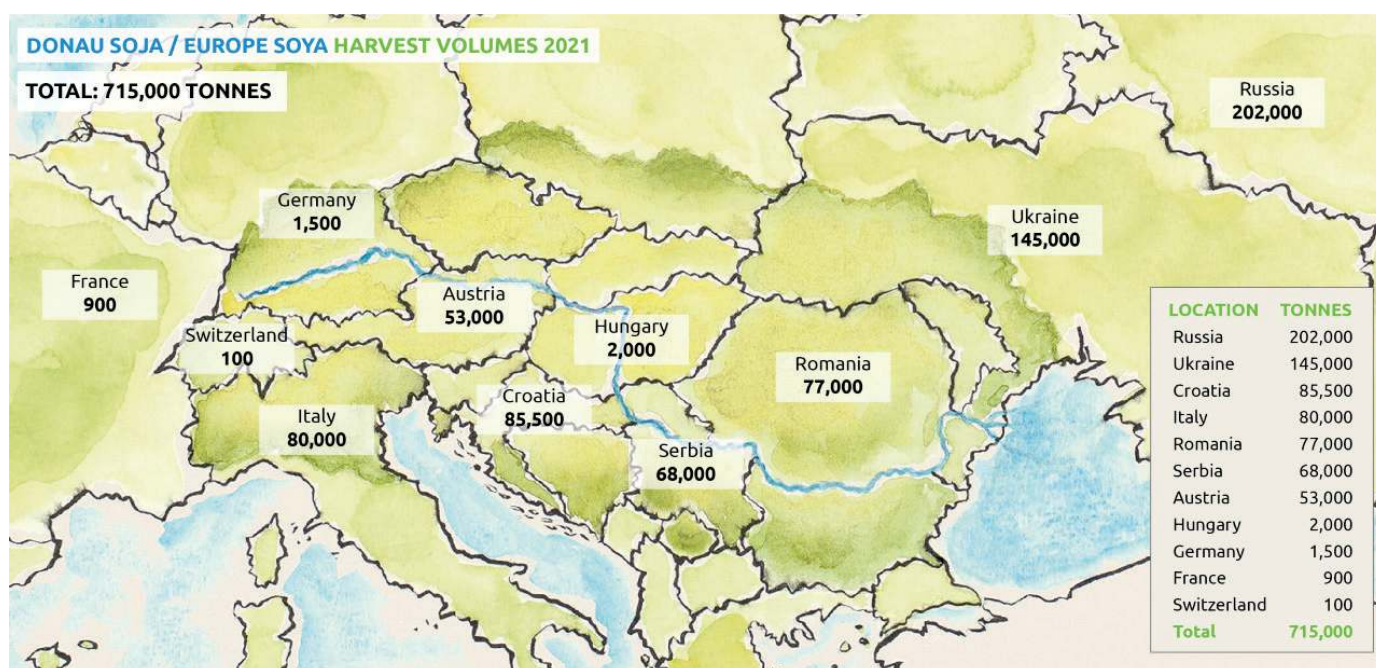 DONAU SOJA / EUROPE SOYA HARVEST VOLUMES 2021
TOTAL: 715,000 TONNES
Russia
202,000
Germany
1,500
Ukraine
145,000
France
900
Austria
53,000
Switzerland
100
Hungary
2,000
Romania
77,000
Croatia
85,500
Italy
80,000
Serbia
68,000
LOCATION TONNES
Russia 202,000
Ukraine 145,000
Croatia 85,500
Italy 80,000
Romania 77,000
Serbia 68,000
Austria 53,000
Hungary 2,000
Germany 1,500
France 900
Switzerland 100
Total 715,000